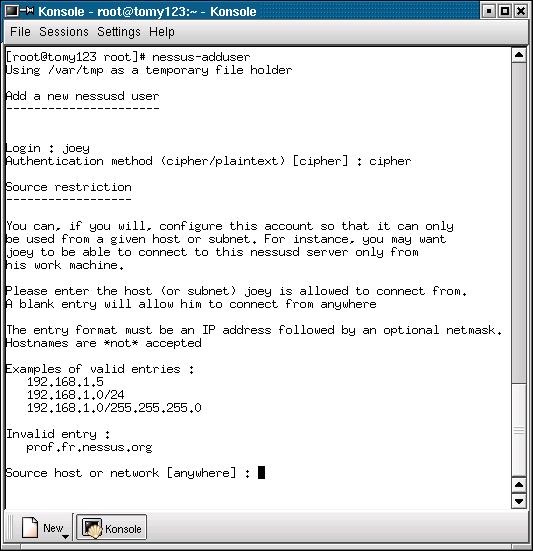 Konsole - root@tomy123:~ - Konsole
File Sessions Settings Help
[root@tomy123 root]# nessus-adduser
Using /var/tmp as a temporary file holder
Add a new nessusd user
----------------------
Login : joey
Authentication method (cipher/plaintext) [cipher] : cipher
Source restriction
------------------
You can, if you will, configure this account so that it can only
be used from a given host or subnet. For instance, you may want
joey to be able to connect to this nessusd server only from
his work machine.
Please enter the host (or subnet) joey is allowed to connect from.
A blank entry will allow him to connect from anywhere
The entry format must be an IP address followed by an optional netmask.
Hostnames are *not* accepted
Examples of valid entries :
192.168.1.5
192.168.1.0/24
192.168.1.0/255.255.255.0
Invalid entry :
prof.fr.nessus.org
Source host or network [anywhere] :
New
Konsole